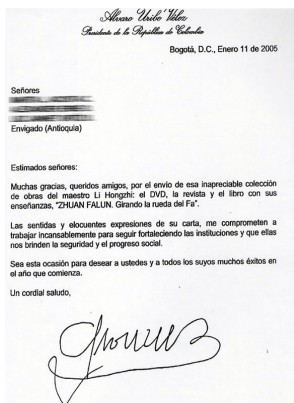 Alvaro Uribe Vélez
Presidente de la República de Colombia
Bogotá, D.C., Enero 11 de 2005
Señores
Envigado (Antioquia)
Estimados señores:
Muchas gracias, queridos amigos, por el envío de esa inapreciable colección
de obras del maestro Li Hongzhi: el DVD, la revista y el libro con sus
enseñanzas, "ZHUAN FALUN. Girando la rueda del Fa".
Las sentidas y elocuentes expresiones de su carta, me comprometen a
trabajar incansablemente para seguir fortaleciendo las instituciones y que ellas
nos brinden la seguridad y el progreso social.
Sea esta ocasión para desear a ustedes y a todos los suyos muchos éxitos en
el año que comienza.
Un cordial saludo,